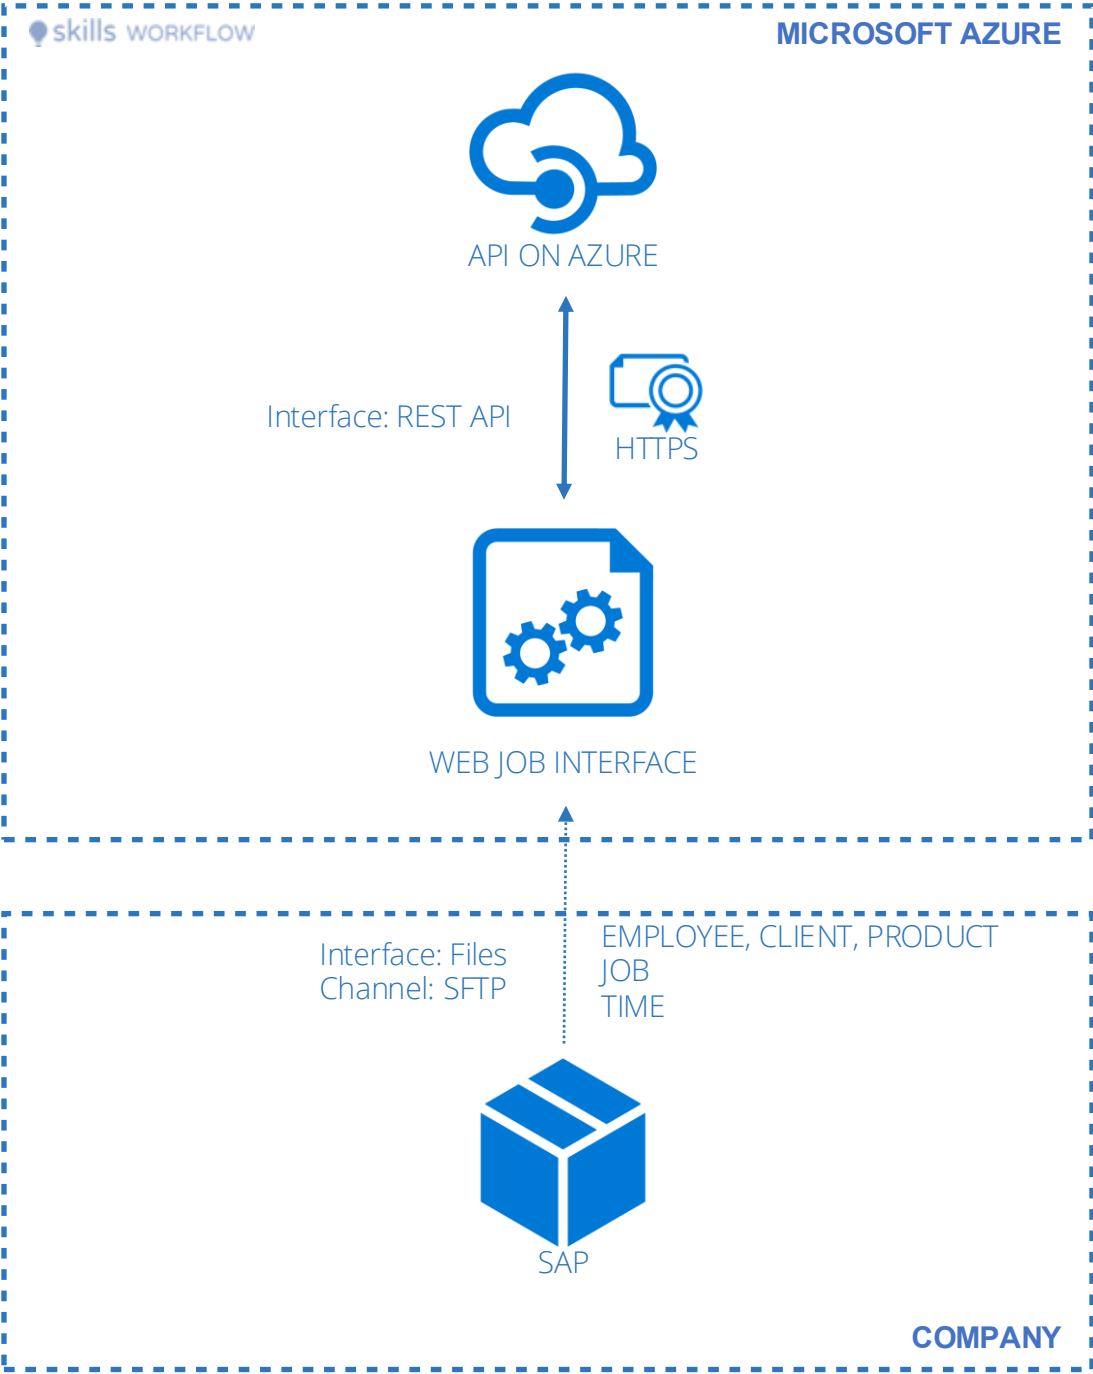 skills WORKFLOW
MICROSOFT AZURE
API ON AZURE
Interface: REST API
HTTPS
WEB JOB INTERFACE
Interface: Files
Channel: SFTP
EMPLOYEE, CLIENT, PRODUCT
JOB
TIME
SAP
COMPANY